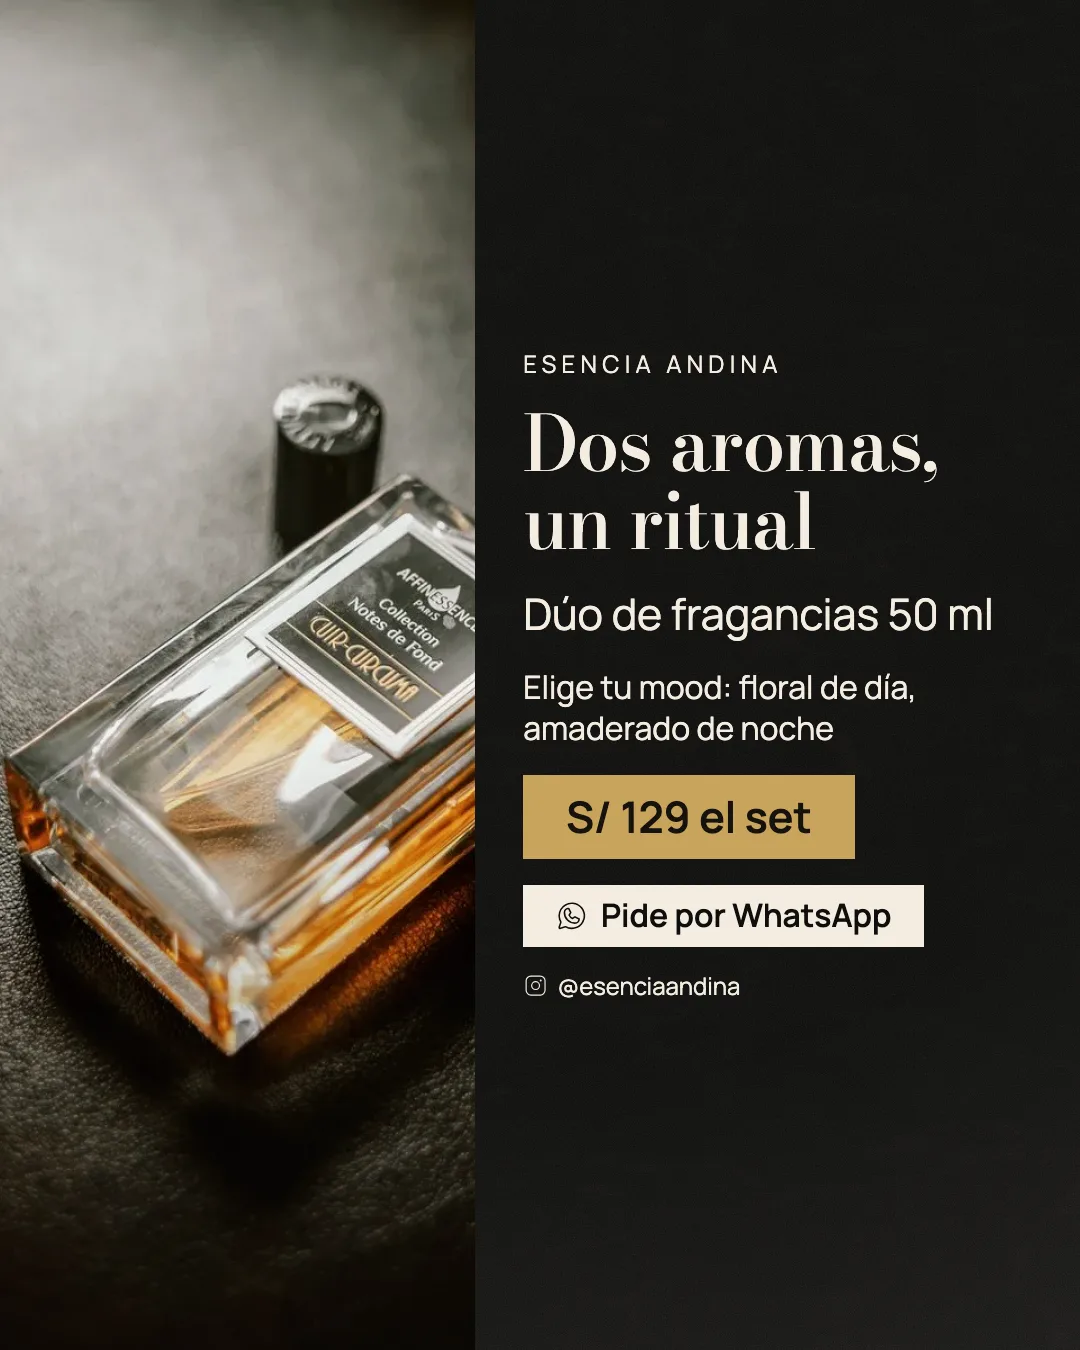 AFFINESSENCE
PARIS
Collection
Notes de Fond
CUIR-CURCUMA
ESENCIA ANDINA
Dos aromas,
un ritual
Dúo de fragancias 50 ml
Elige tu mood: floral de día,
amaderado de noche
S/ 129 el set
Pide por WhatsApp
@esenciaandina